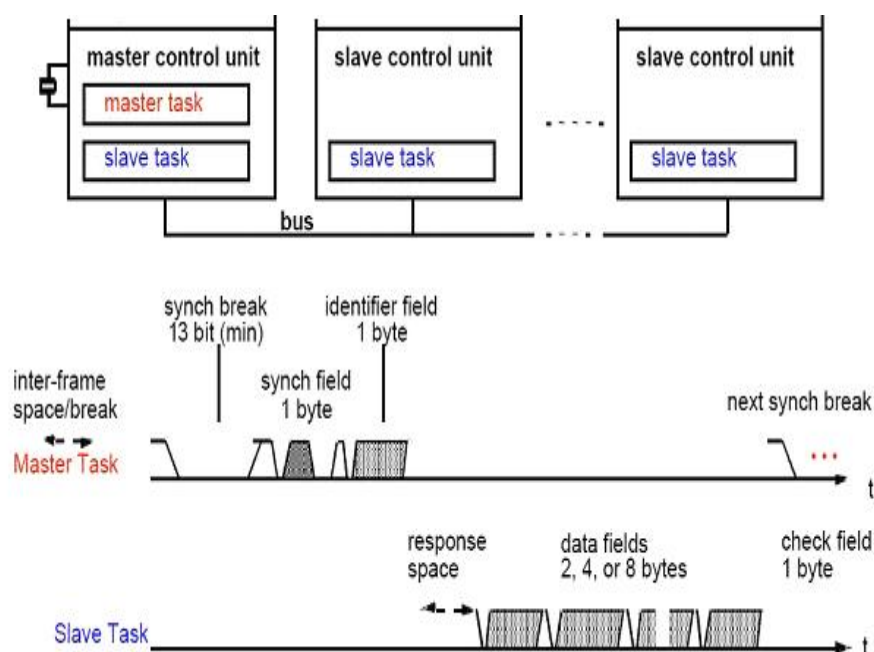 master control unit
master task
slave task
slave control unit
slave task
slave control unit
slave task
bus
synch break
13 bit (min)
identifier field
1 byte
inter-frame
space/break
synch field
1 byte
next synch break
Master Task
t
response
space
data fields
2, 4, or 8 bytes
check field
1 byte
Slave Task
t